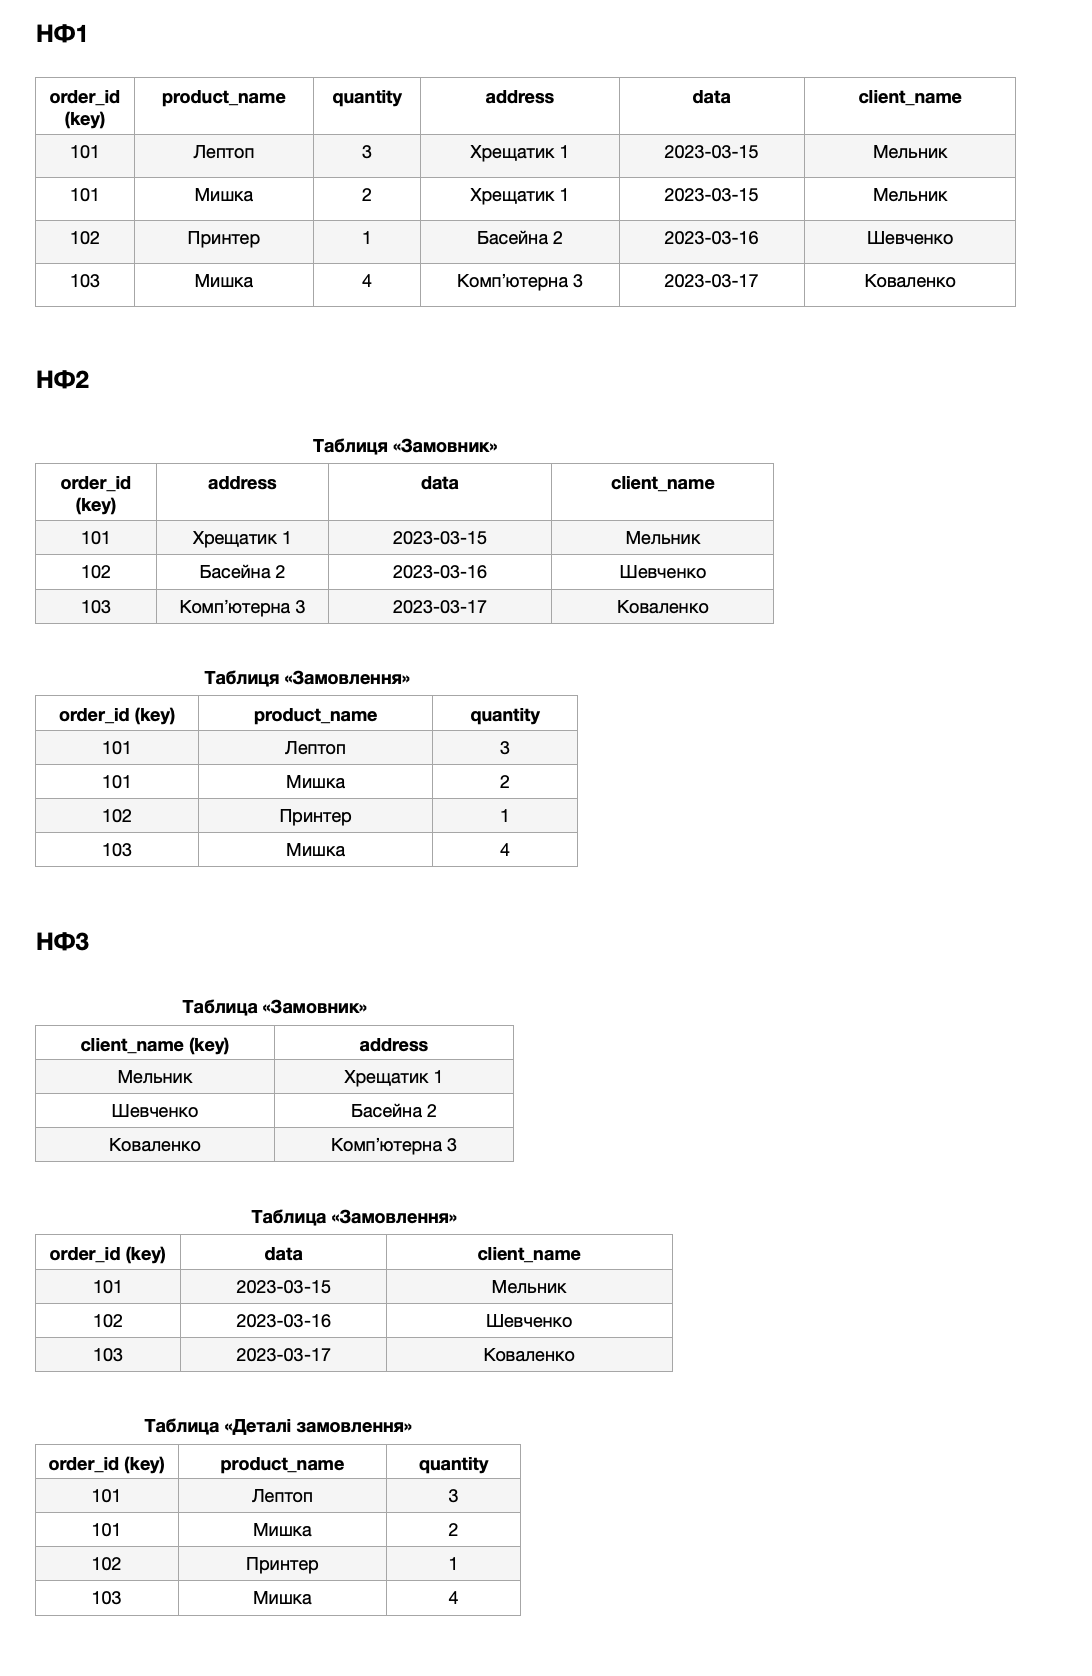 НФ1
order_id (key) product_name quantity address data client_name
101 Лептоп 3 Хрещатик 1 2023-03-15 Мельник
101 Мишка 2 Хрещатик 1 2023-03-15 Мельник
102 Принтер 1 Басейна 2 2023-03-16 Шевченко
103 Мишка 4 Комп’ютерна 3 2023-03-17 Коваленко
НФ2
Таблиця «Замовник»
order_id (key) address data client_name
101 Хрещатик 1 2023-03-15 Мельник
102 Басейна 2 2023-03-16 Шевченко
103 Комп’ютерна 3 2023-03-17 Коваленко
Таблиця «Замовлення»
order_id (key) product_name quantity
101 Лептоп 3
101 Мишка 2
102 Принтер 1
103 Мишка 4
НФ3
Таблица «Замовник»
client_name (key) address
Мельник Хрещатик 1
Шевченко Басейна 2
Коваленко Комп’ютерна 3
Таблица «Замовлення»
order_id (key) data client_name
101 2023-03-15 Мельник
102 2023-03-16 Шевченко
103 2023-03-17 Коваленко
Таблица «Деталі замовлення»
order_id (key) product_name quantity
101 Лептоп 3
101 Мишка 2
102 Принтер 1
103 Мишка 4